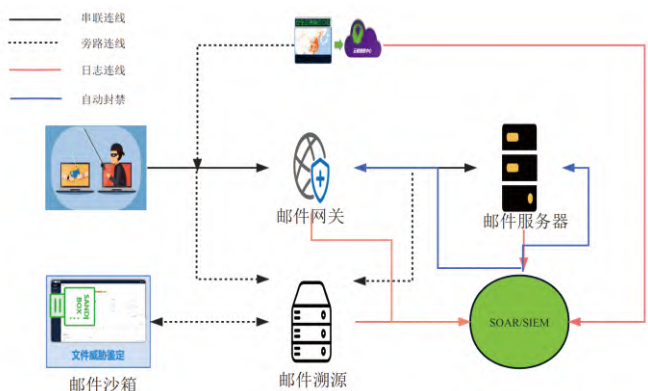 串联连线
旁路连线
日志连线
自动封禁
邮件网关
邮件服务器
SAND
BOX
文件威胁鉴定
邮件沙箱
邮件溯源
SOAR/SIEM